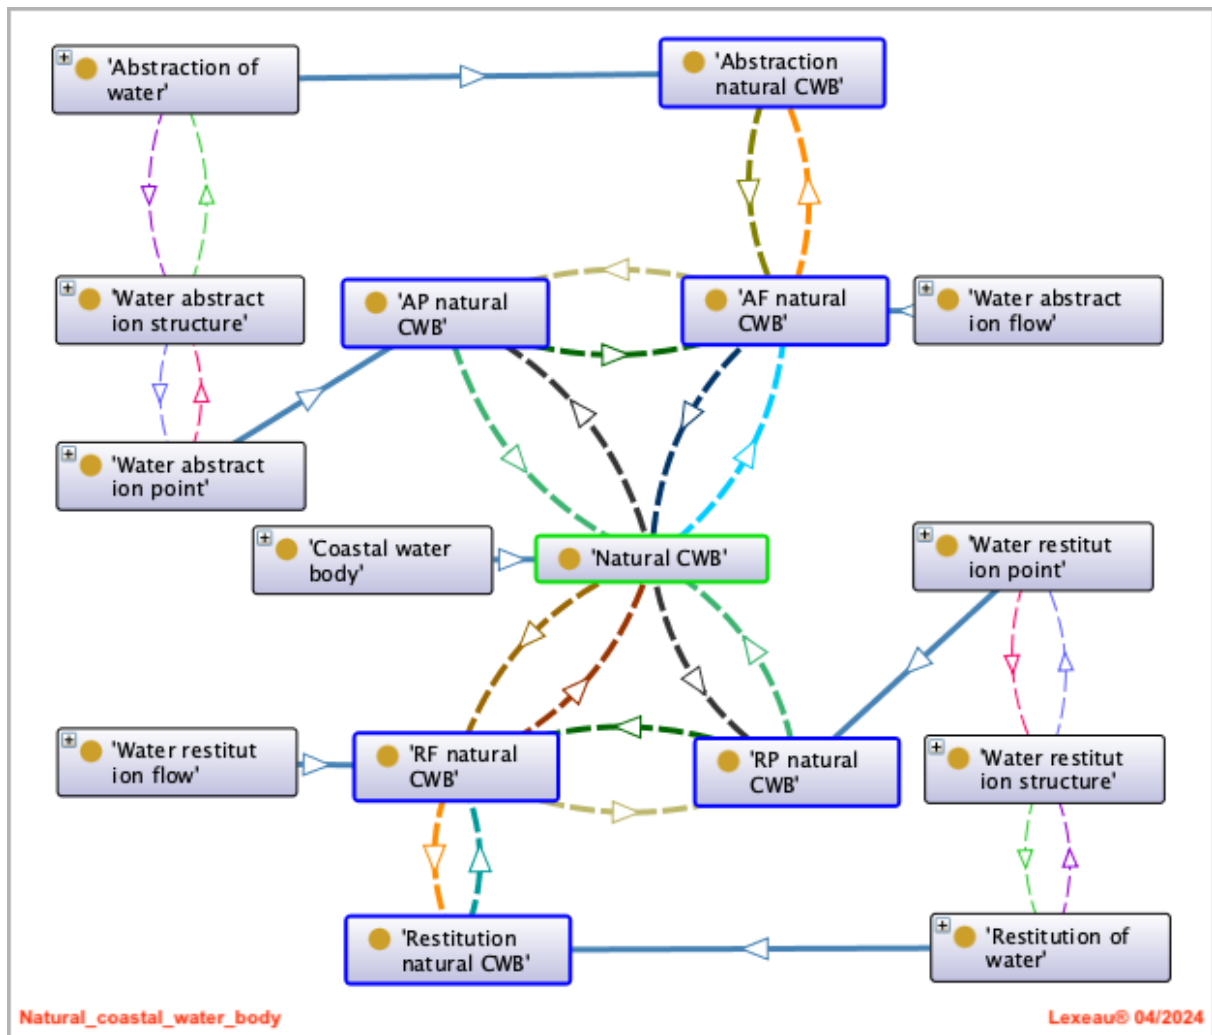 'Abstraction of
water'
'Abstraction
natural CWB'
'Water abstract
ion structure'
'AP natural
CWB'
'AF natural
CWB'
'Water abstract
ion flow'
'Water abstract
ion point'
'Coastal water
body'
'Natural CWB'
'Water restitut
ion point'
'Water restitut
ion flow'
'RF natural
CWB'
'RP natural
CWB'
'Water restitut
ion structure'
'Restitution
natural CWB'
'Restitution of
water'
Natural_coastal_water_body
Lexeau® 04/2024